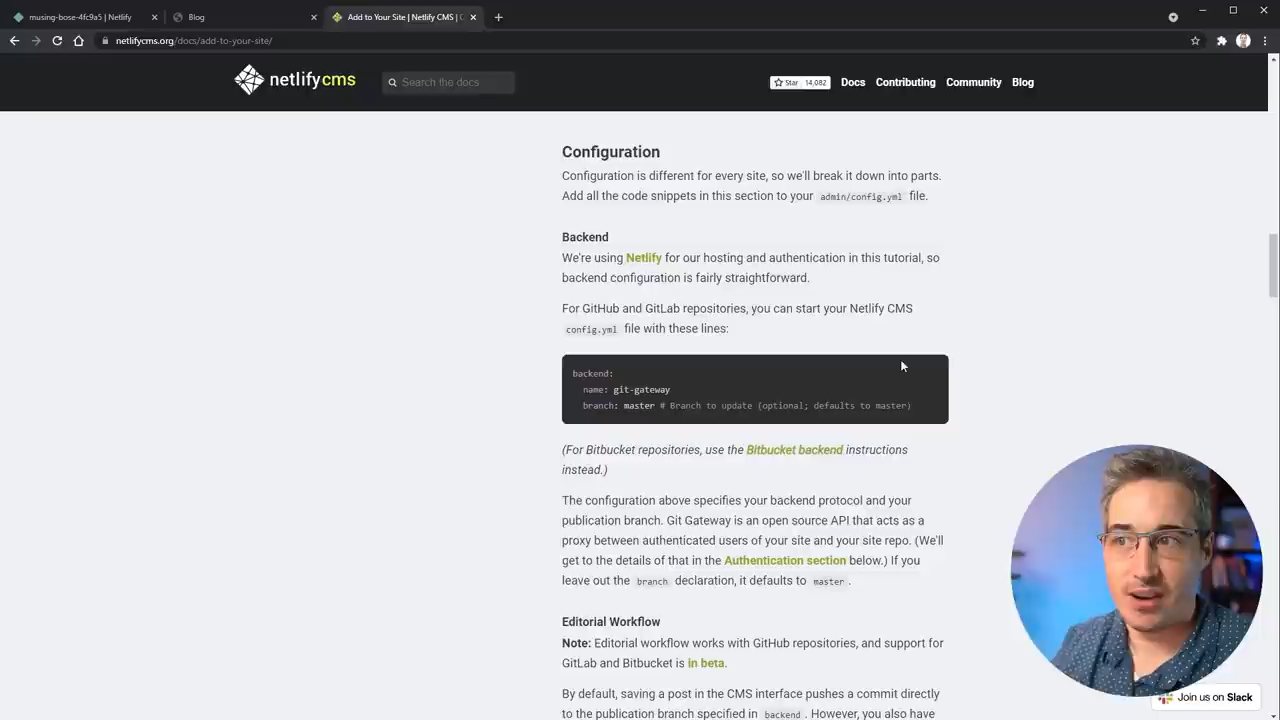 musing-bose-4fc9a5 | Netlify
Blog
Add to Your Site | Netlify CMS | C
netlifycms.org/docs/add-to-your-site/
netlifycms
Search the docs
Star 14,082
Docs
Contributing
Community
Blog
Configuration
Configuration is different for every site, so we'll break it down into parts.
Add all the code snippets in this section to your admin/config.yml file.
Backend
We're using Netlify for our hosting and authentication in this tutorial, so
backend configuration is fairly straightforward.
For GitHub and GitLab repositories, you can start your Netlify CMS
config.yml file with these lines:
backend:
name: git-gateway
branch: master # Branch to update (optional; defaults to master)
(For Bitbucket repositories, use the Bitbucket backend instructions
instead.)
The configuration above specifies your backend protocol and your
publication branch. Git Gateway is an open source API that acts as a
proxy between authenticated users of your site and your site repo. (We'll
get to the details of that in the Authentication section below.) If you
leave out the branch declaration, it defaults to master.
Editorial Workflow
Note: Editorial workflow works with GitHub repositories, and support for
GitLab and Bitbucket is in beta.
By default, saving a post in the CMS interface pushes a commit directly
to the publication branch specified in backend. However, you also have
Join us on Slack